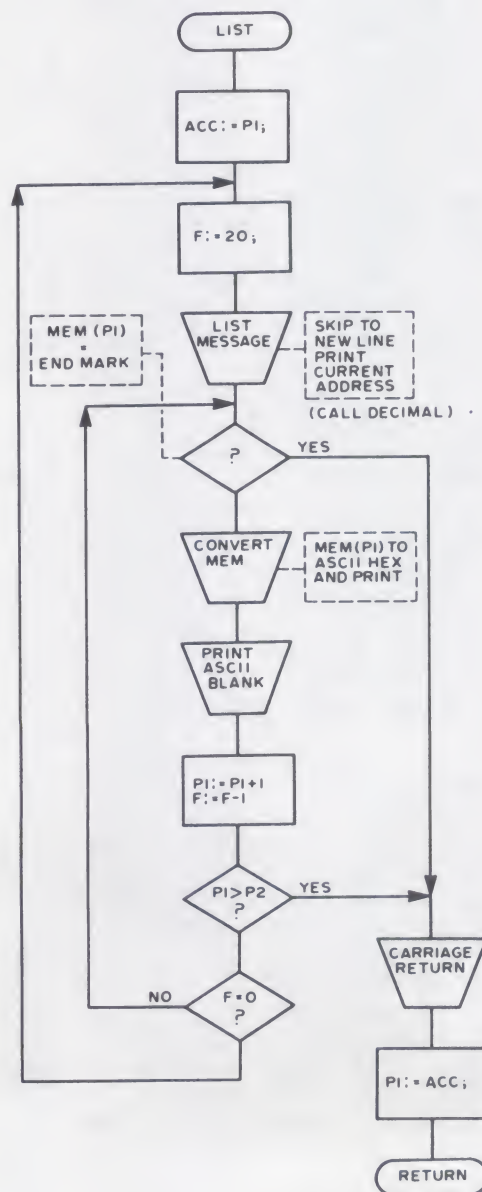 LIST
ACC:=P1;
F:=20;
MEM (P1)
=
END MARK
LIST
MESSAGE
SKIP TO
NEW LINE
PRINT
CURRENT
ADDRESS
(CALL DECIMAL)
?
YES
CONVERT
MEM
MEM(P1) TO
ASCII HEX
AND PRINT
PRINT
ASCII
BLANK
P1:=P1+1
F:=F-1
P1>P2
?
YES
CARRIAGE
RETURN
NO
F=0
?
P1:=ACC;
RETURN